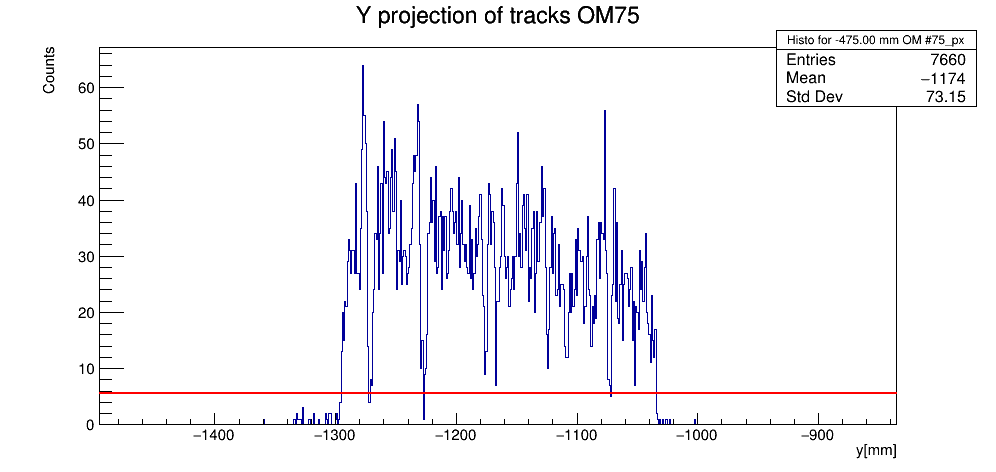 Y projection of tracks OM75
Histo for -475.00 mm OM #75_px
Entries 7660
Mean −1174
Std Dev 73.15
Counts
60
50
40
30
20
10
0
−1400 −1300 −1200 −1100 −1000 −900
y[mm]